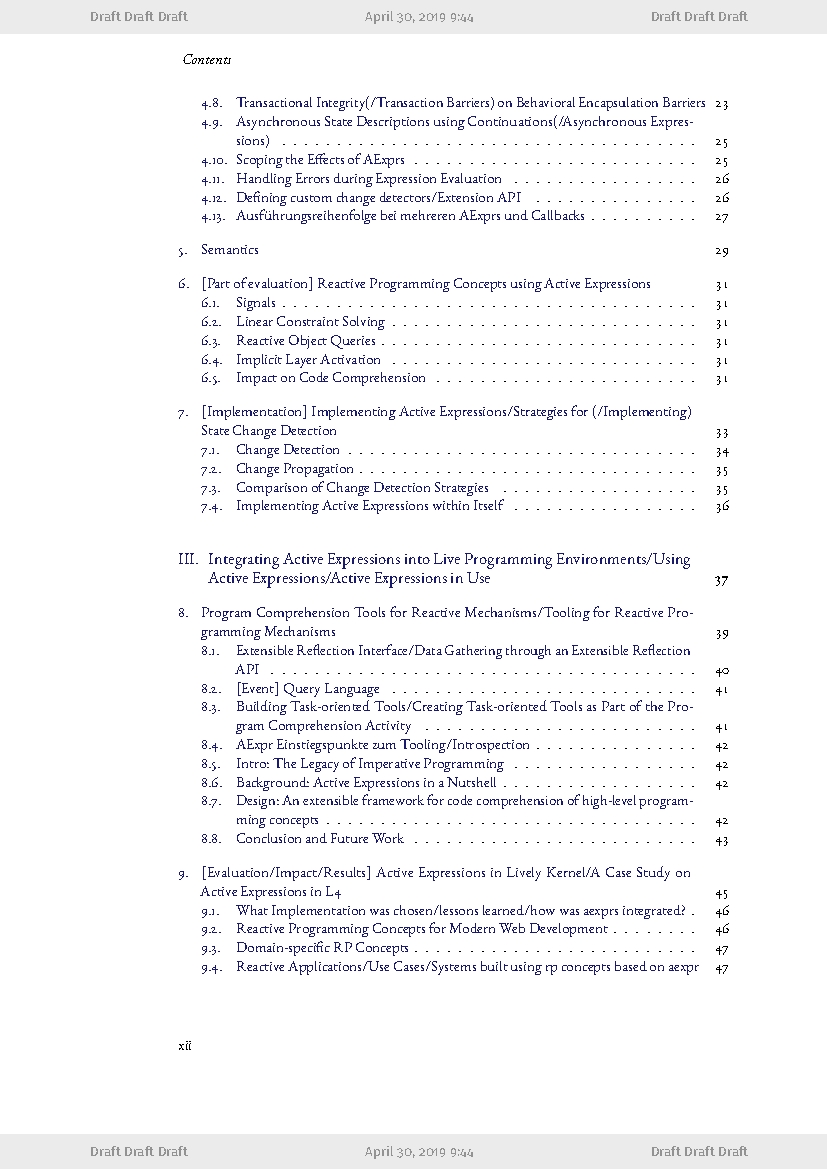 Draft Draft Draft April 30, 2019 9:44 Draft Draft Draft
Contents
4.8. Transactional Integrity(/Transaction Barriers) on Behavioral Encapsulation Barriers 23
4.9. Asynchronous State Descriptions using Continuations(/Asynchronous Expres-
sions) . . . . . . . . . . . . . . . . . . . . . . . . . . . . . . . . . . . . . . . 25
4.10. Scoping the Effects of AExprs . . . . . . . . . . . . . . . . . . . . . . . . . . 25
4.11. Handling Errors during Expression Evaluation . . . . . . . . . . . . . . . . . 26
4.12. Defining custom change detectors/Extension API . . . . . . . . . . . . . . . 26
4.13. Ausführungsreihenfolge bei mehreren AExprs und Callbacks . . . . . . . . . . 27
5. Semantics 29
6. [Part of evaluation] Reactive Programming Concepts using Active Expressions 31
6.1. Signals . . . . . . . . . . . . . . . . . . . . . . . . . . . . . . . . . . . . . . 31
6.2. Linear Constraint Solving . . . . . . . . . . . . . . . . . . . . . . . . . . . . 31
6.3. Reactive Object Queries . . . . . . . . . . . . . . . . . . . . . . . . . . . . . 31
6.4. Implicit Layer Activation . . . . . . . . . . . . . . . . . . . . . . . . . . . . 31
6.5. Impact on Code Comprehension . . . . . . . . . . . . . . . . . . . . . . . . 31
7. [Implementation] Implementing Active Expressions/Strategies for (/Implementing)
State Change Detection 33
7.1. Change Detection . . . . . . . . . . . . . . . . . . . . . . . . . . . . . . . . 34
7.2. Change Propagation . . . . . . . . . . . . . . . . . . . . . . . . . . . . . . . 35
7.3. Comparison of Change Detection Strategies . . . . . . . . . . . . . . . . . . 35
7.4. Implementing Active Expressions within Itself . . . . . . . . . . . . . . . . . 36
III. Integrating Active Expressions into Live Programming Environments/Using
Active Expressions/Active Expressions in Use 37
8. Program Comprehension Tools for Reactive Mechanisms/Tooling for Reactive Pro-
gramming Mechanisms 39
8.1. Extensible Reflection Interface/Data Gathering through an Extensible Reflection
API . . . . . . . . . . . . . . . . . . . . . . . . . . . . . . . . . . . . . . . 40
8.2. [Event] Query Language . . . . . . . . . . . . . . . . . . . . . . . . . . . . 41
8.3. Building Task-oriented Tools/Creating Task-oriented Tools as Part of the Pro-
gram Comprehension Activity . . . . . . . . . . . . . . . . . . . . . . . . . 41
8.4. AExpr Einstiegspunkte zum Tooling/Introspection . . . . . . . . . . . . . . . 42
8.5. Intro: The Legacy of Imperative Programming . . . . . . . . . . . . . . . . . 42
8.6. Background: Active Expressions in a Nutshell . . . . . . . . . . . . . . . . . . 42
8.7. Design: An extensible framework for code comprehension of high-level program-
ming concepts . . . . . . . . . . . . . . . . . . . . . . . . . . . . . . . . . . 42
8.8. Conclusion and Future Work . . . . . . . . . . . . . . . . . . . . . . . . . . 43
9. [Evaluation/Impact/Results] Active Expressions in Lively Kernel/A Case Study on
Active Expressions in L4 45
9.1. What Implementation was chosen/lessons learned/how was aexprs integrated? . 46
9.2. Reactive Programming Concepts for Modern Web Development . . . . . . . . 46
9.3. Domain-specific RP Concepts . . . . . . . . . . . . . . . . . . . . . . . . . . 47
9.4. Reactive Applications/Use Cases/Systems built using rp concepts based on aexpr 47
xii
Draft Draft Draft April 30, 2019 9:44 Draft Draft Draft